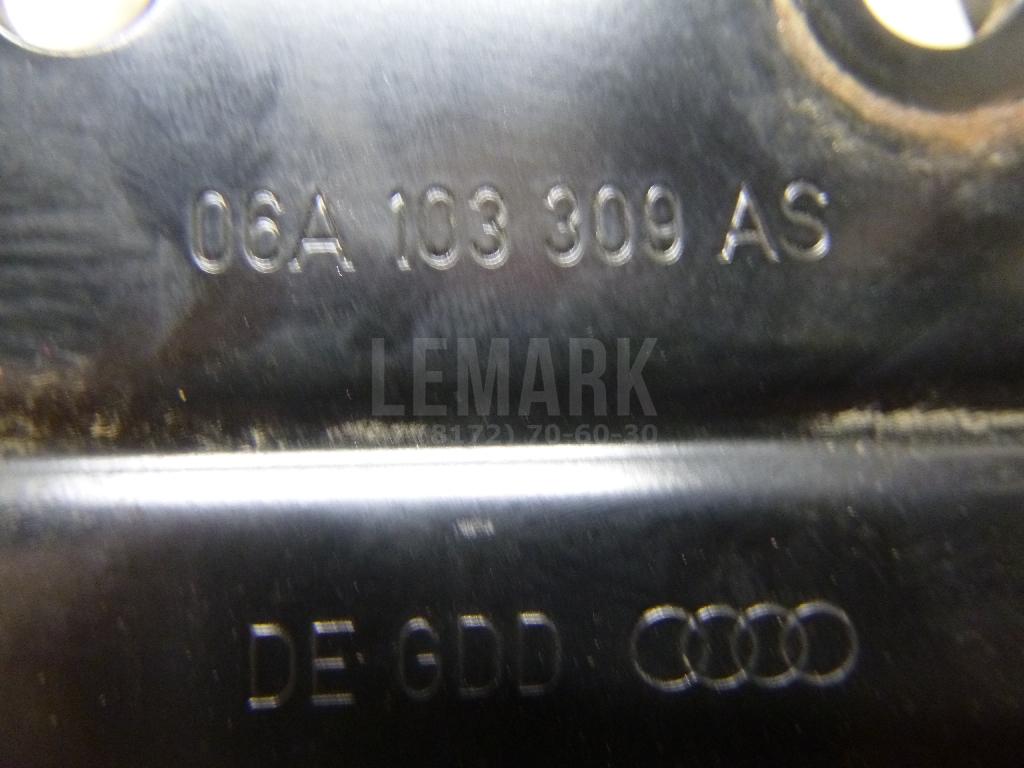 06A 103 309 AS
LEMARK
(8172) 70-60-30
DE GDD